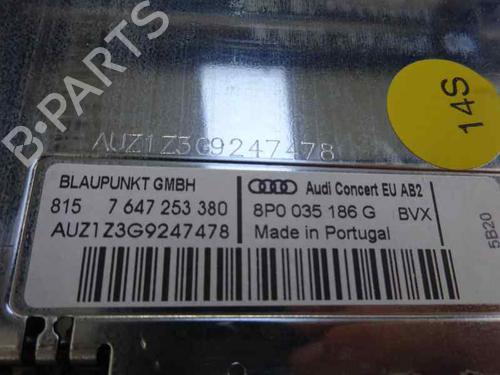 B-PARTS
14S
AUZ1Z3G9247478
BLAUPUNKT GMBH
815 7 647 253 380
AUZ1Z3G9247478
Audi Concert EU AB2
8P0 035 186 G BVX
Made in Portugal
5B20